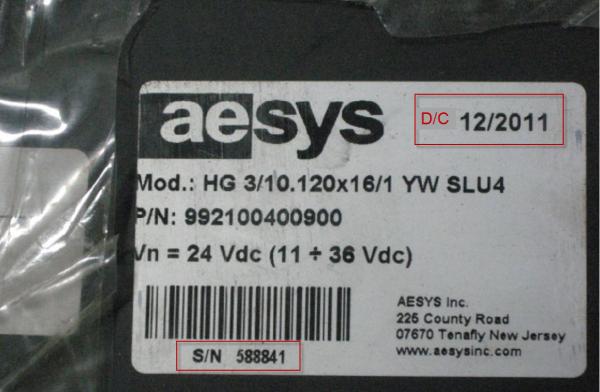 aesys
D/C 12/2011
Mod.: HG 3/10.120x16/1 YW SLU4
P/N: 992100400900
Vn = 24 Vdc (11 ÷ 36 Vdc)
S/N 588841
AESYS Inc.
225 County Road
07670 Tenafly New Jersey
www.aesysinc.com